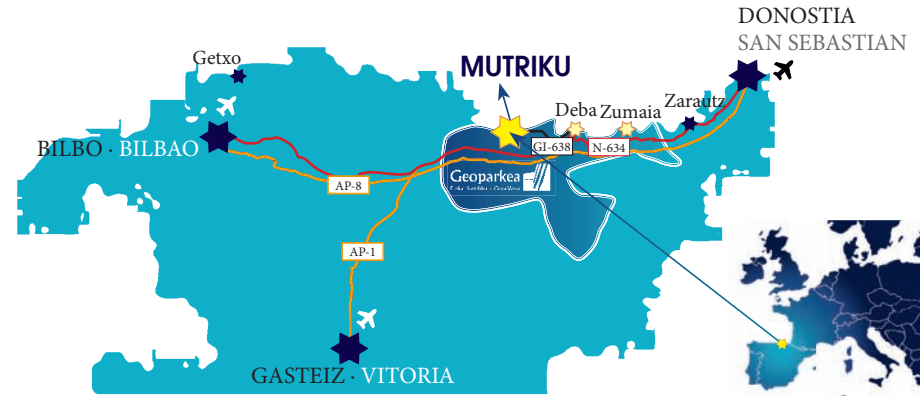 DONOSTIA
SAN SEBASTIAN
Getxo
MUTRIKU
Deba
Zumaia
Zarautz
BILBO · BILBAO
GI-638
N-634
Geoparkea
AP-8
AP-1
GASTEIZ · VITORIA